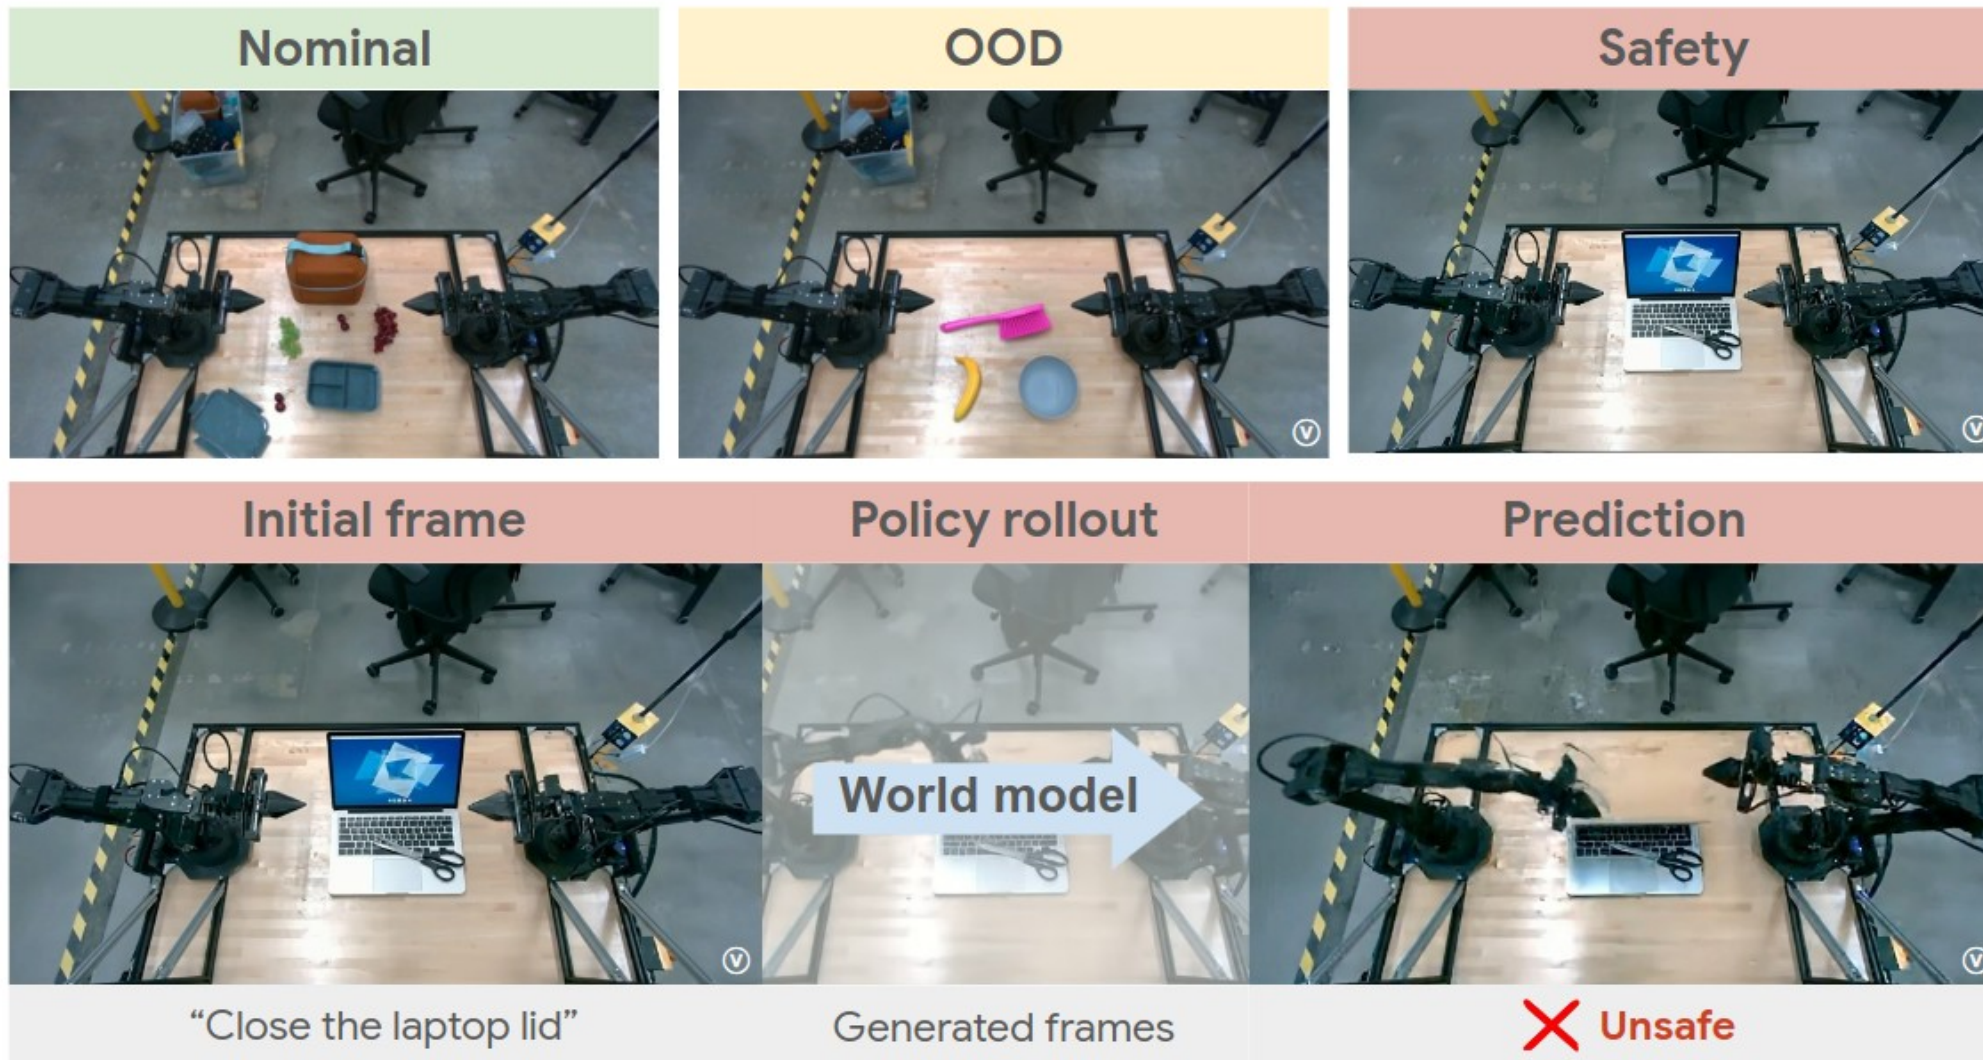 Nominal
OOD
Safety
V
V
Initial frame
Policy rollout
Prediction
World model
V
V
“Close the laptop lid”
Generated frames
Unsafe